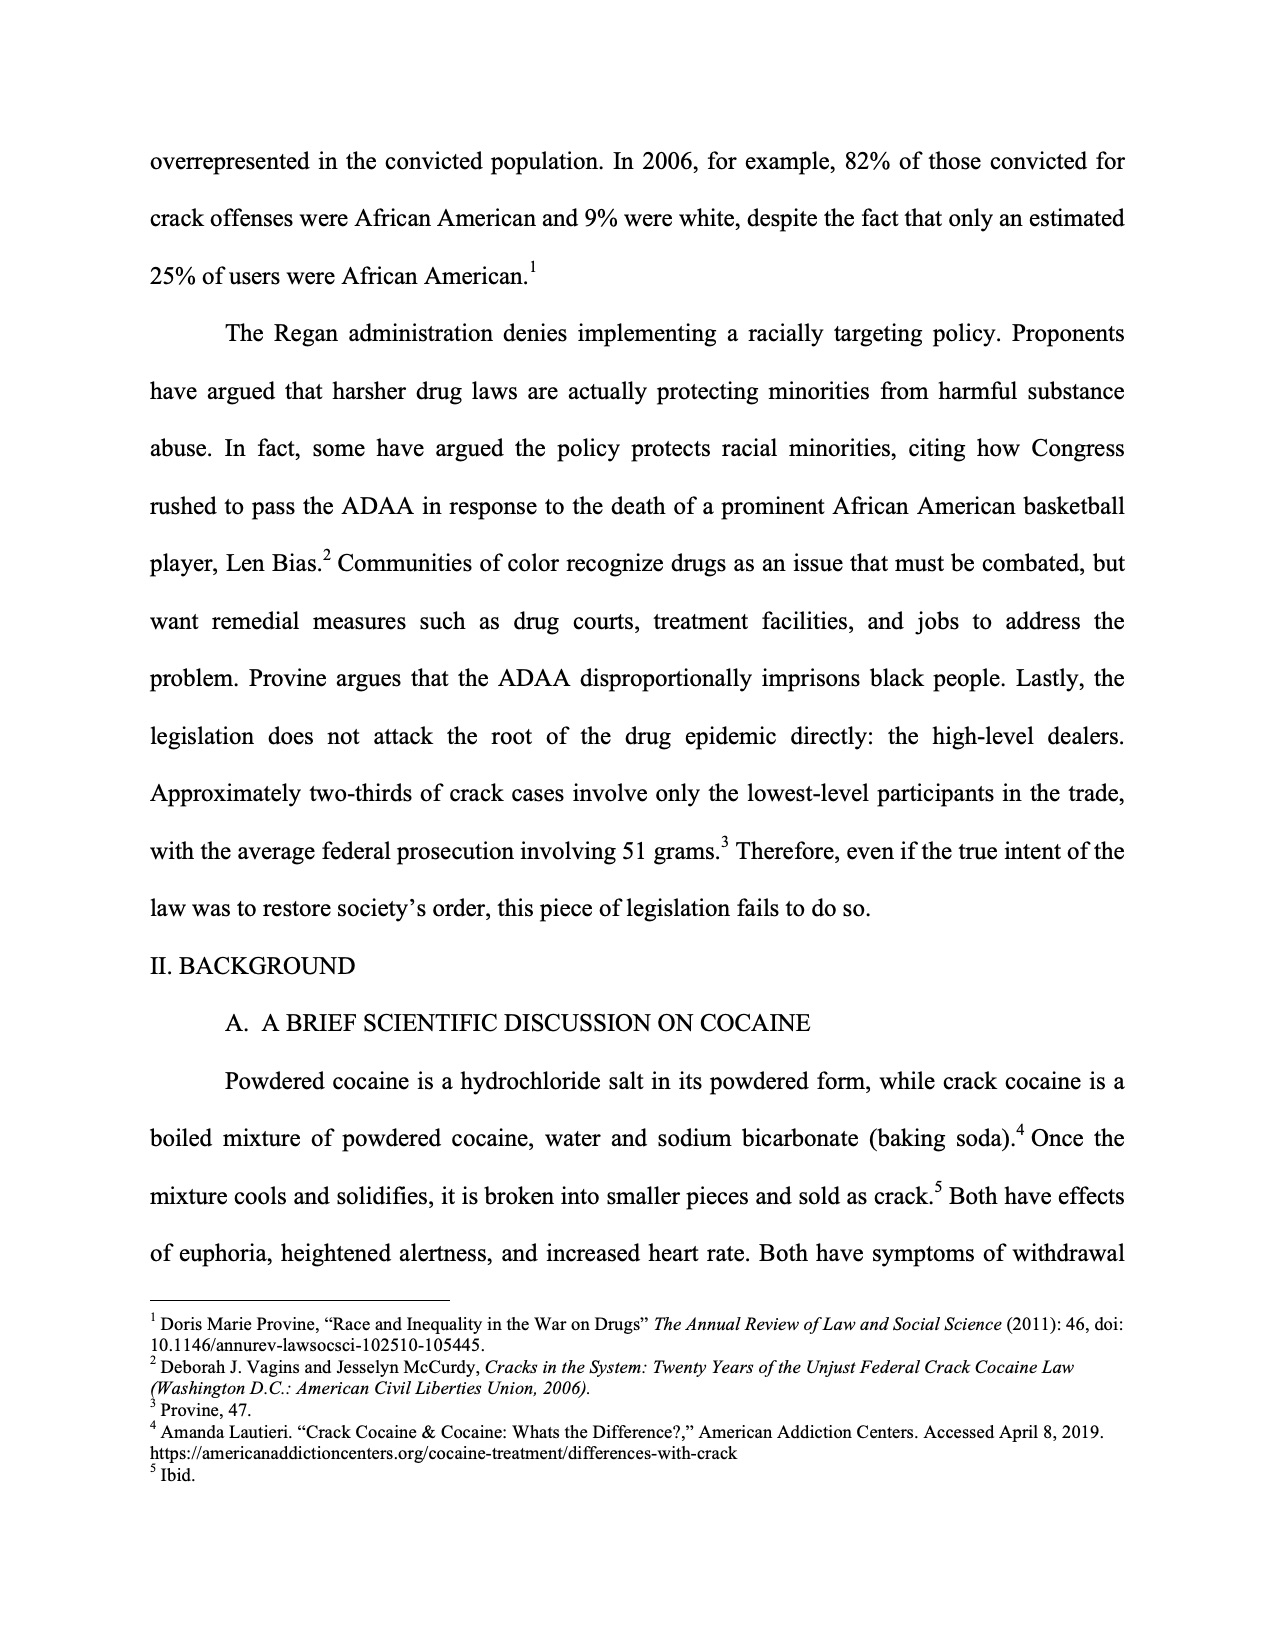 overrepresented in the convicted population. In 2006, for example, 82% of those convicted for
crack offenses were African American and 9% were white, despite the fact that only an estimated
25% of users were African American.1
The Regan administration denies implementing a racially targeting policy. Proponents
have argued that harsher drug laws are actually protecting minorities from harmful substance
abuse. In fact, some have argued the policy protects racial minorities, citing how Congress
rushed to pass the ADAA in response to the death of a prominent African American basketball
player, Len Bias.2 Communities of color recognize drugs as an issue that must be combated, but
want remedial measures such as drug courts, treatment facilities, and jobs to address the
problem. Provine argues that the ADAA disproportionally imprisons black people. Lastly, the
legislation does not attack the root of the drug epidemic directly: the high-level dealers.
Approximately two-thirds of crack cases involve only the lowest-level participants in the trade,
with the average federal prosecution involving 51 grams.3 Therefore, even if the true intent of the
law was to restore society’s order, this piece of legislation fails to do so.
II. BACKGROUND
A. A BRIEF SCIENTIFIC DISCUSSION ON COCAINE
Powdered cocaine is a hydrochloride salt in its powdered form, while crack cocaine is a
boiled mixture of powdered cocaine, water and sodium bicarbonate (baking soda).4 Once the
mixture cools and solidifies, it is broken into smaller pieces and sold as crack.5 Both have effects
of euphoria, heightened alertness, and increased heart rate. Both have symptoms of withdrawal
1 Doris Marie Provine, “Race and Inequality in the War on Drugs” The Annual Review of Law and Social Science (2011): 46, doi:
10.1146/annurev-lawsocsci-102510-105445.
2 Deborah J. Vagins and Jesselyn McCurdy, Cracks in the System: Twenty Years of the Unjust Federal Crack Cocaine Law
(Washington D.C.: American Civil Liberties Union, 2006).
3 Provine, 47.
4 Amanda Lautieri. “Crack Cocaine & Cocaine: Whats the Difference?,” American Addiction Centers. Accessed April 8, 2019.
https://americanaddictioncenters.org/cocaine-treatment/differences-with-crack
5 Ibid.